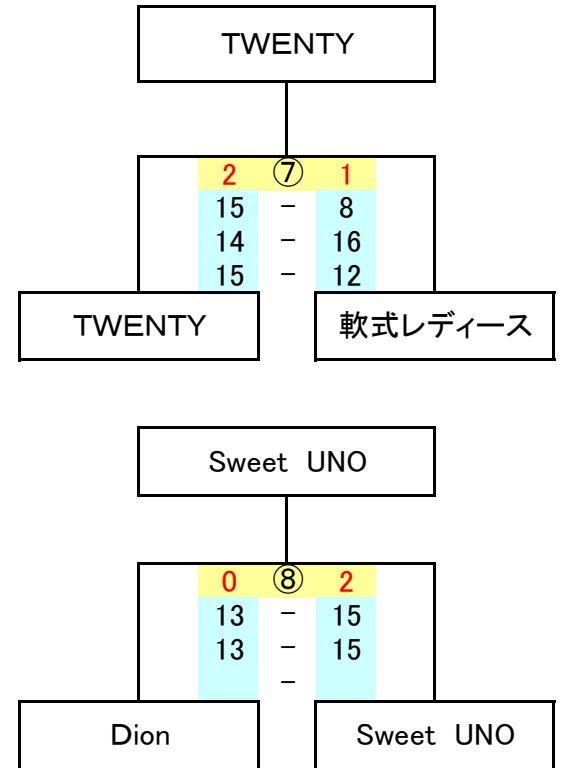 TWENTY
2 ⑦ 1
15 - 8
14 - 16
15 - 12
TWENTY 軟式レディース
Sweet UNO
0 ⑧ 2
13 - 15
13 - 15
-
Dion Sweet UNO